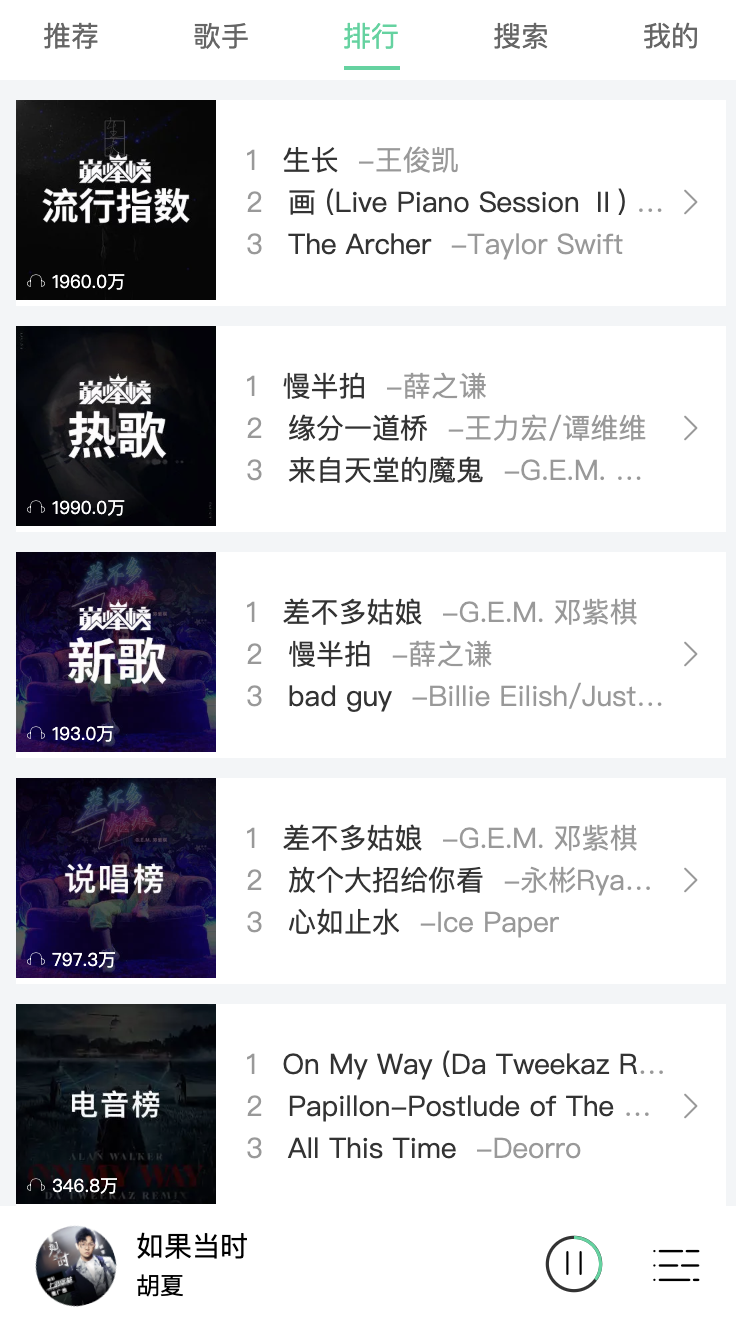 推荐 歌手 排行 搜索 我的
巅峰榜
流行指数
1960.0万
1 生长 –王俊凯
2 画 (Live Piano Session Ⅱ) ...
3 The Archer –Taylor Swift
巅峰榜
热歌
1990.0万
1 慢半拍 –薛之谦
2 缘分一道桥 –王力宏/谭维维
3 来自天堂的魔鬼 –G.E.M. ...
差不多
巅峰榜
新歌
193.0万
1 差不多姑娘 –G.E.M. 邓紫棋
2 慢半拍 –薛之谦
3 bad guy –Billie Eilish/Just...
差不多
姑娘
说唱榜
797.3万
1 差不多姑娘 –G.E.M. 邓紫棋
2 放个大招给你看 –永彬Rya...
3 心如止水 –Ice Paper
电音榜
ALAN WALKER
ON MY WAY
DA TWEEKAZ REMIX
346.8万
1 On My Way (Da Tweekaz R...
2 Papillon–Postlude of The ...
3 All This Time –Deorro
如果当时
胡夏